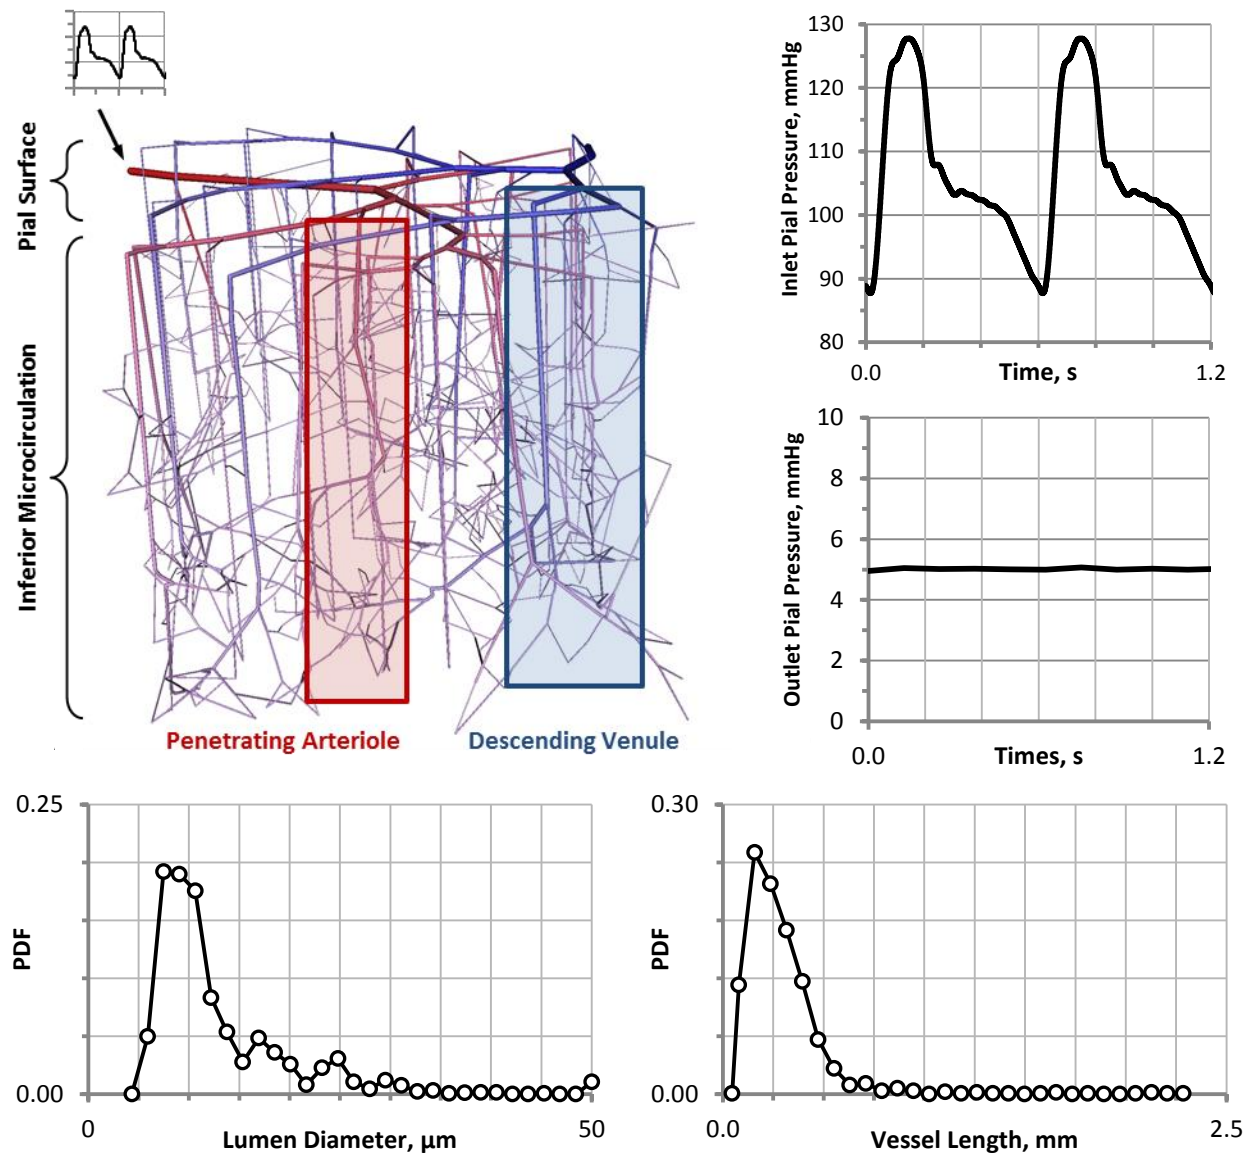 Pial Surface
Inferior Microcirculation
Penetrating Arteriole
Descending Venule
Inlet Pial Pressure, mmHg
130
120
110
100
90
80
0.0
Time, s
1.2
Outlet Pial Pressure, mmHg
10
8
6
4
2
0
0.0
Times, s
1.2
PDF
0.25
0.00
0
Lumen Diameter, µm
50
PDF
0.30
0.00
0.0
Vessel Length, mm
2.5